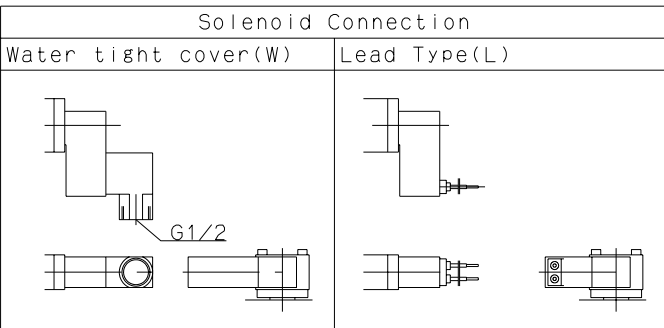 Solenoid Connection
Water tight cover(W)
Lead Type(L)
G1/2